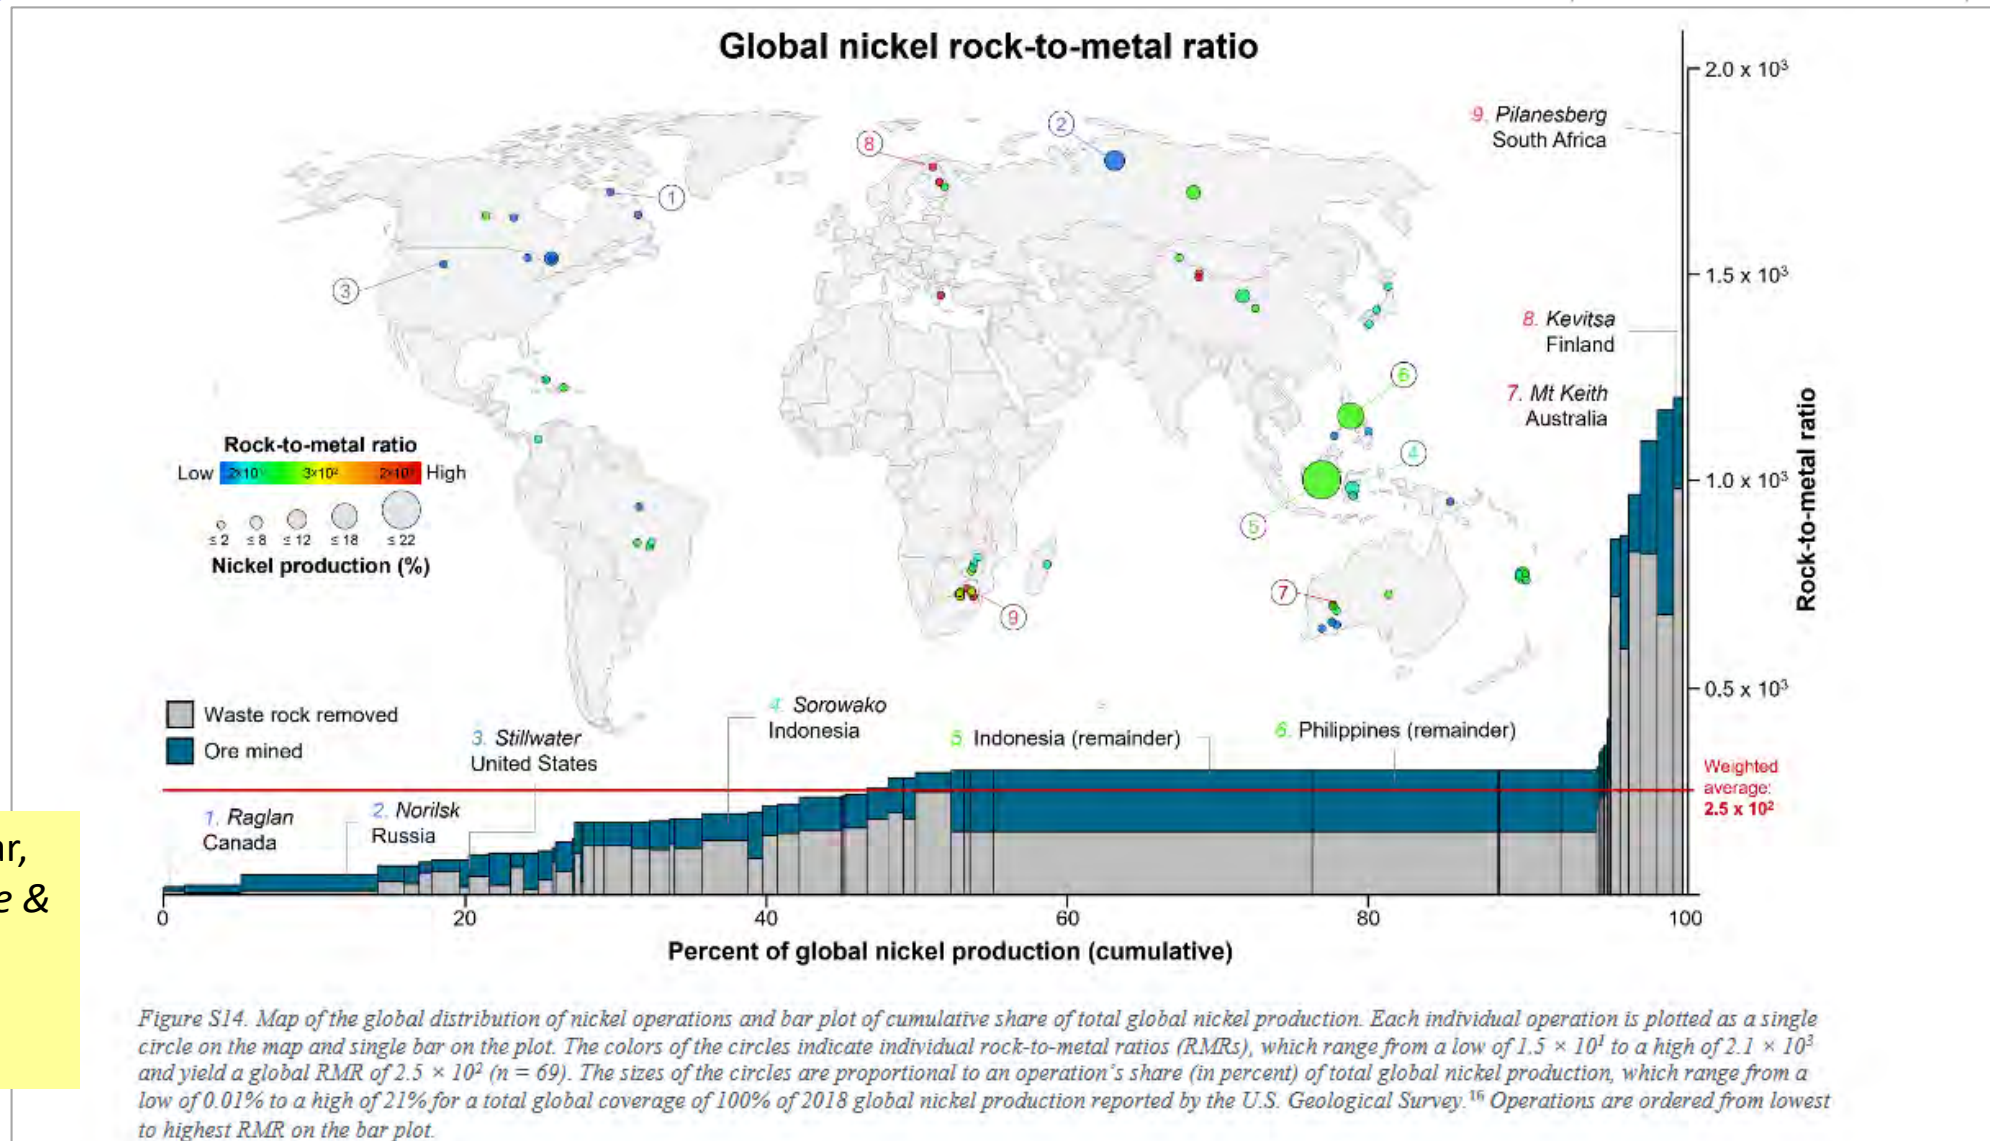 Global nickel rock-to-metal ratio
2.0 x 10³
9. Pilanesberg
South Africa
2
8
1
1.5 x 10³
3
8. Kevitsa
Finland
6
7. Mt Keith
Australia
Rock-to-metal ratio
Low
3×10²
High
4
1.0 x 10³
≤ 2
≤ 8
≤ 12
≤ 18
≤ 22
5
Nickel production (%)
Rock-to-metal ratio
7
9
0.5 x 10³
Waste rock removed
Ore mined
3. Stillwater
United States
4. Sorowako
Indonesia
5. Indonesia (remainder)
6. Philippines (remainder)
Weighted
average:
2.5 x 10²
1. Raglan
Canada
2. Norilsk
Russia
e &
0
20
40
60
80
100
Percent of global nickel production (cumulative)
Figure S14. Map of the global distribution of nickel operations and bar plot of cumulative share of total global nickel production. Each individual operation is plotted as a single
circle on the map and single bar on the plot. The colors of the circles indicate individual rock-to-metal ratios (RMRs), which range from a low of 1.5 × 10¹ to a high of 2.1 × 10³
and yield a global RMR of 2.5 × 10² (n = 69). The sizes of the circles are proportional to an operation's share (in percent) of total global nickel production, which range from a
low of 0.01% to a high of 21% for a total global coverage of 100% of 2018 global nickel production reported by the U.S. Geological Survey.¹⁶ Operations are ordered from lowest
to highest RMR on the bar plot.